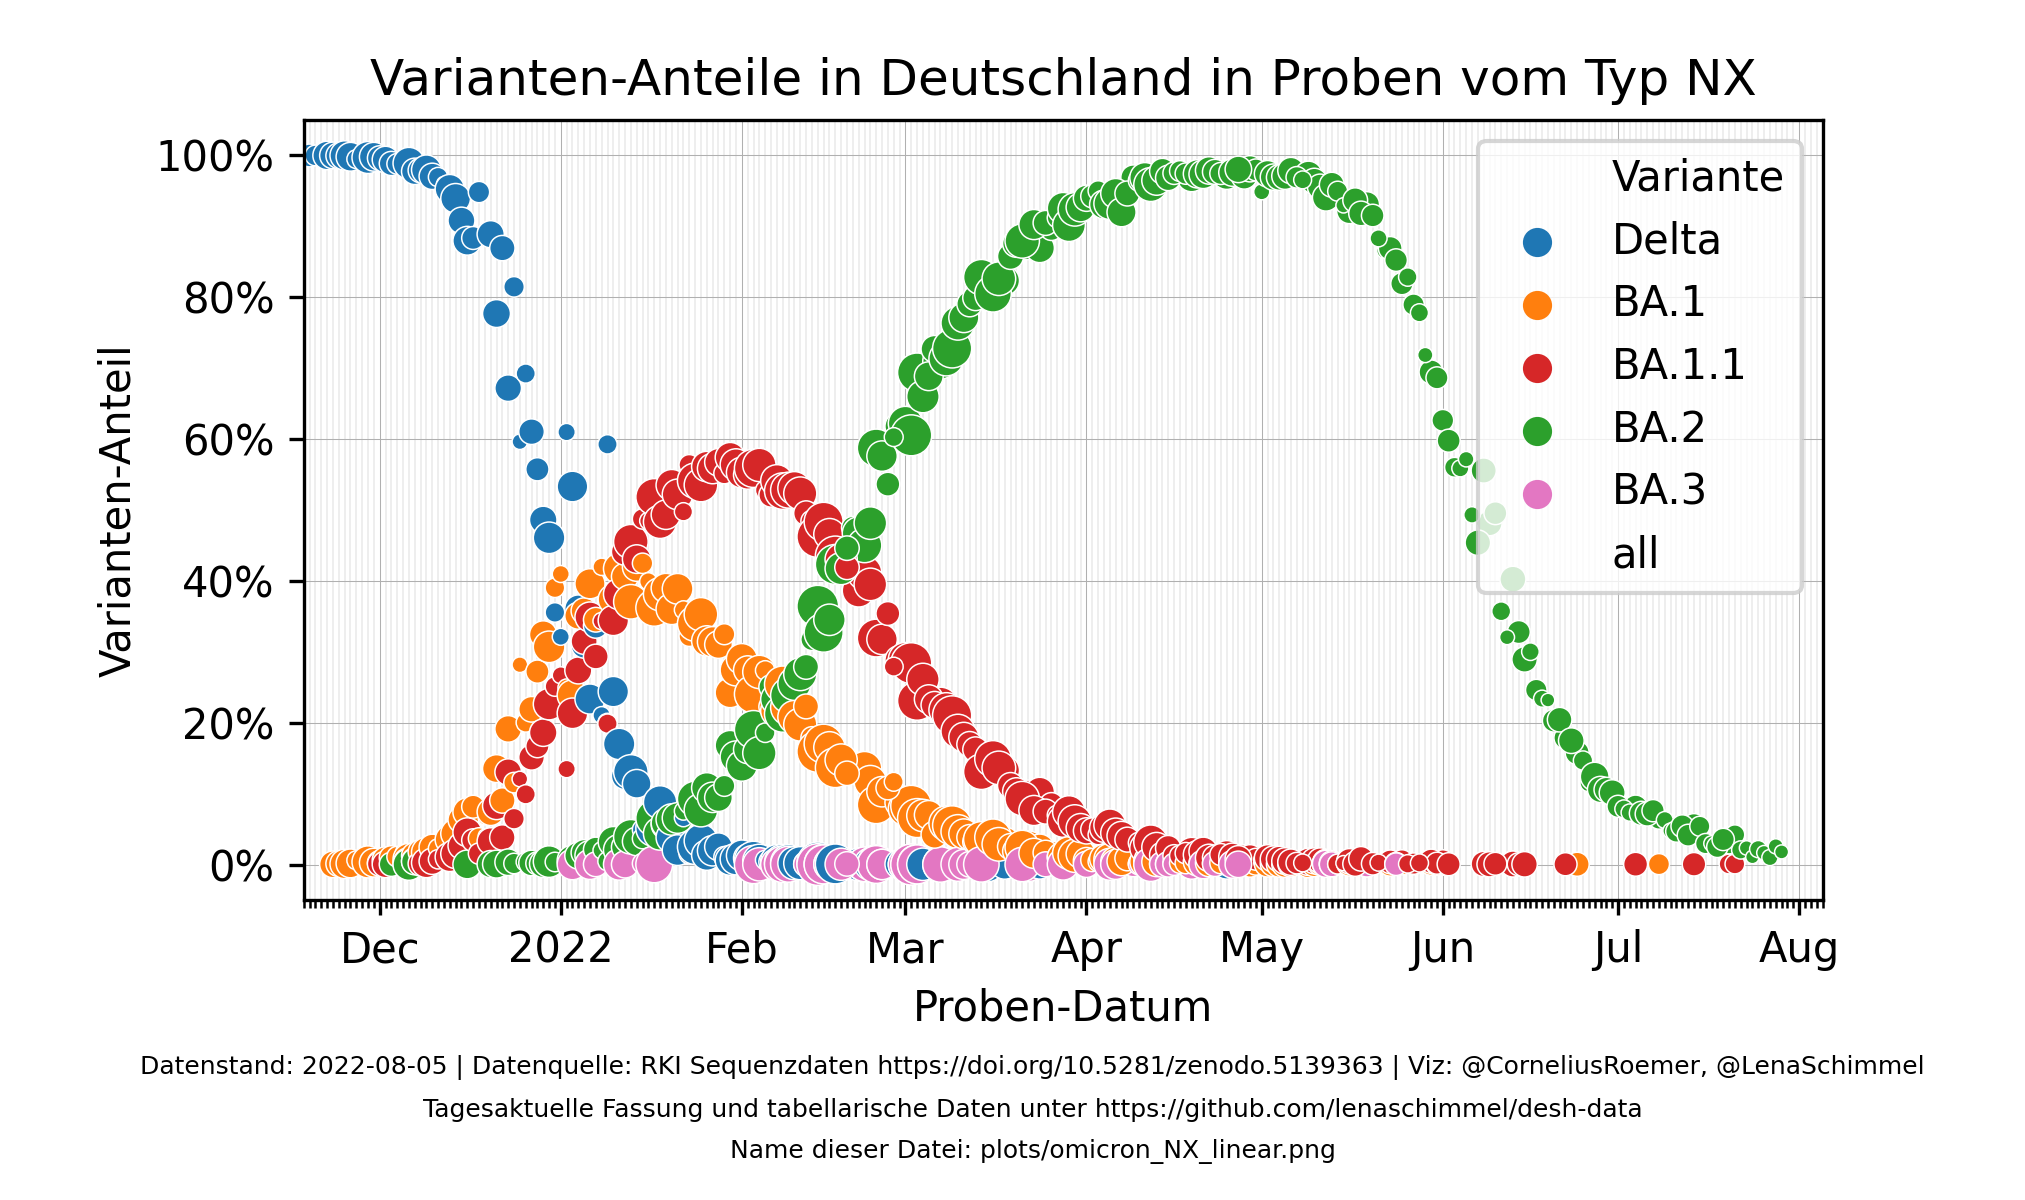 Varianten-Anteile in Deutschland in Proben vom Typ NX
Varianten-Anteil
100%
80%
60%
40%
20%
0%
Variante
Delta
BA.1
BA.1.1
BA.2
BA.3
all
Dec 2022 Feb Mar Apr May Jun Jul Aug
Proben-Datum
Datenstand: 2022-08-05 | Datenquelle: RKI Sequenzdaten https://doi.org/10.5281/zenodo.5139363 | Viz: @CorneliusRoemer, @LenaSchimmel
Tagesaktuelle Fassung und tabellarische Daten unter https://github.com/lenaschimmel/desh-data
Name dieser Datei: plots/omicron_NX_linear.png